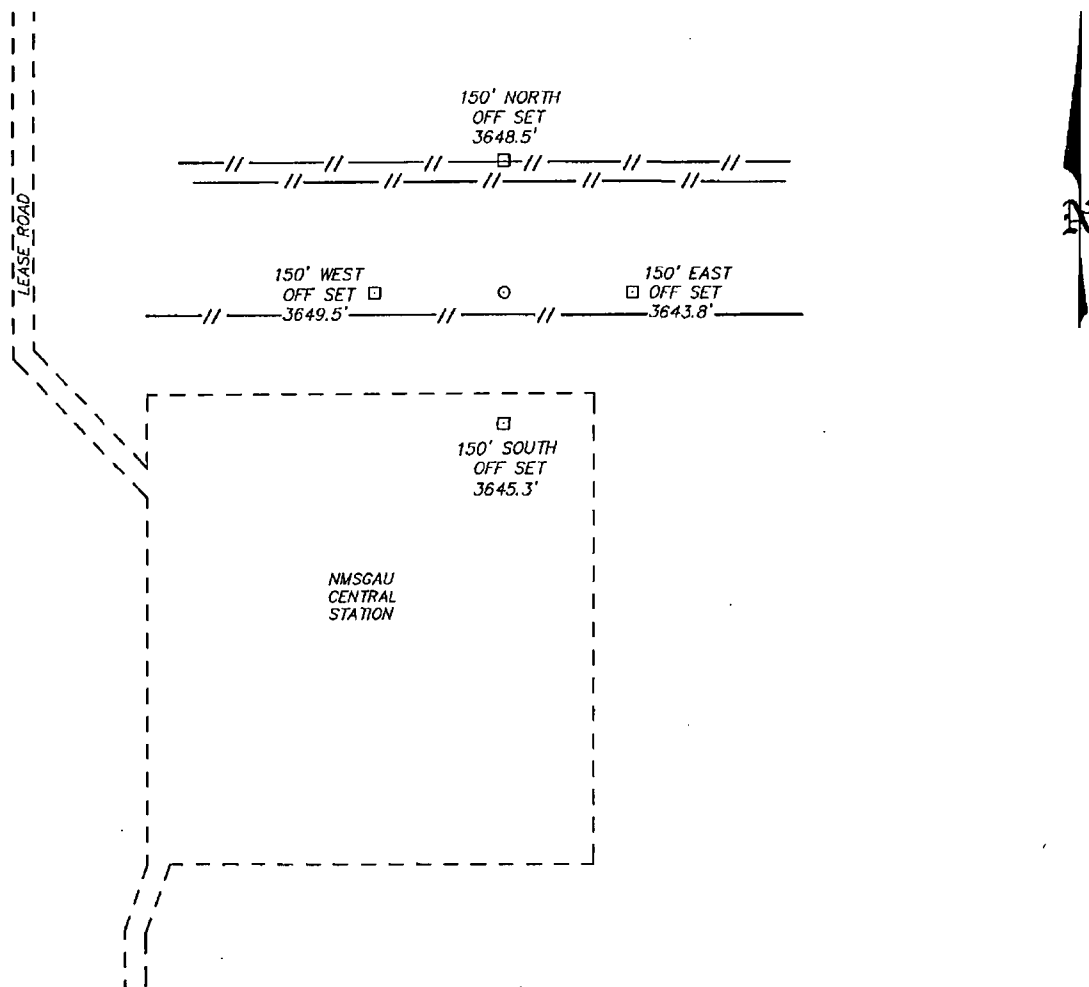 150' NORTH
OFF SET
3648.5'
LEASE ROAD
150' WEST
OFF SET
3649.5'
150' EAST
OFF SET
3643.8'
150' SOUTH
OFF SET
3645.3'
NMSGAU
CENTRAL
STATION